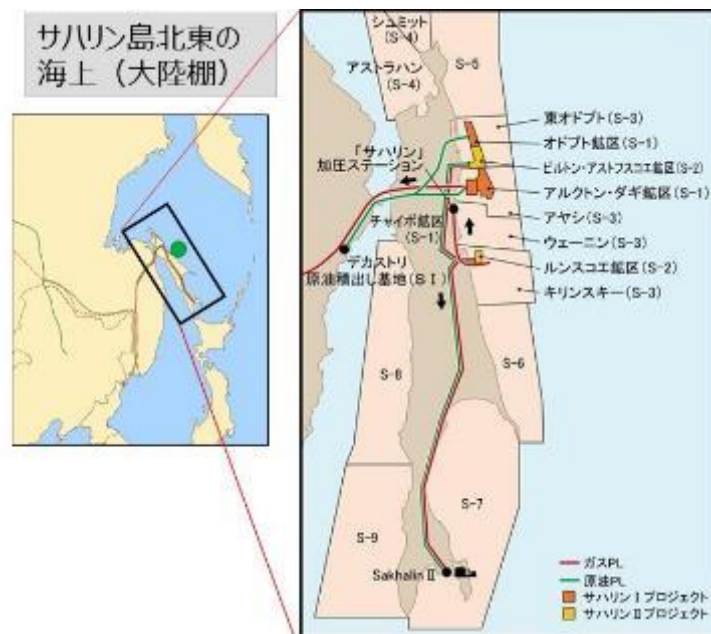 サハリン島北東の
海上（大陸棚）
シュミット
(S-4)
アストラハン
(S-4)
S-5
東オドプト(S-3)
オドプト鉱区(S-1)
ピルトン・アストフスコエ鉱区(S-2)
アルクトン・ダギ鉱区(S-1)
アヤシ(S-3)
ウェーニン(S-3)
ルンスコエ鉱区(S-2)
キリンスキー(S-3)
「サハリン」
加圧ステーション
チャイボ鉱区
(S-1)
デカストリ
原油積出し基地(SⅠ)
S-8
S-6
S-7
S-9
SakhalinⅡ
ガスPL
原油PL
サハリンⅠプロジェクト
サハリンⅡプロジェクト